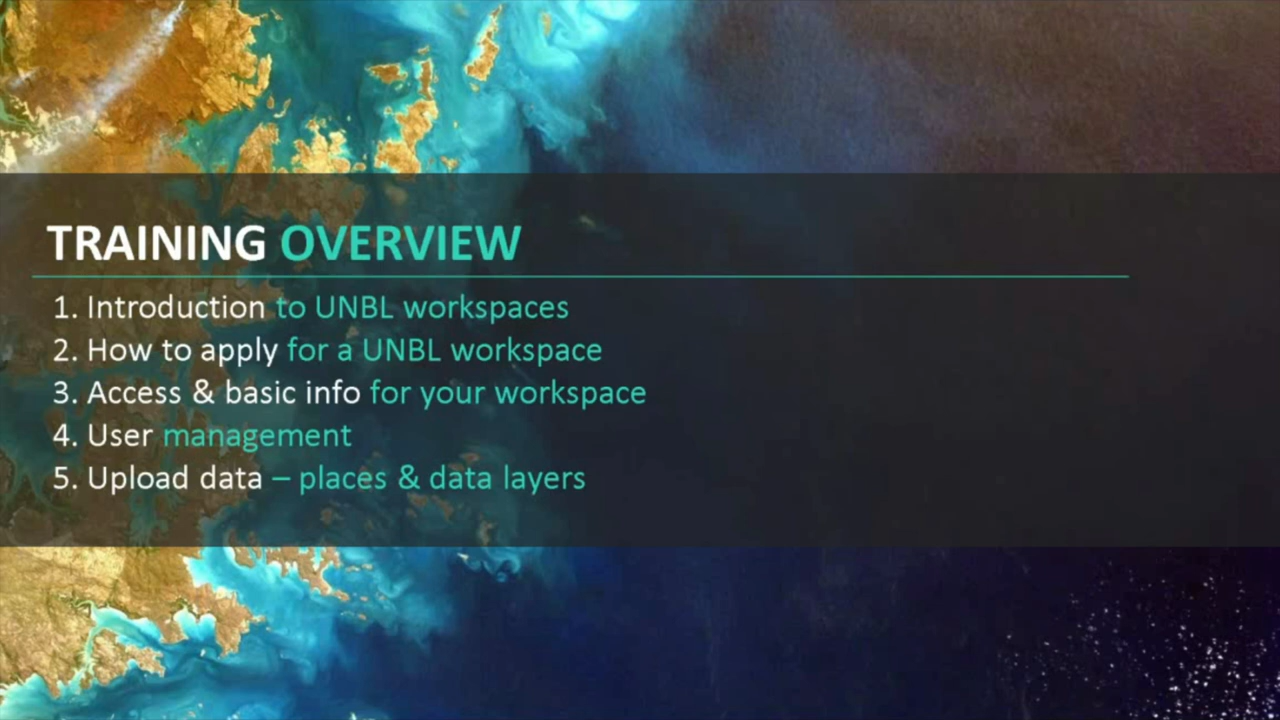 TRAINING OVERVIEW
1. Introduction to UNBL workspaces
2. How to apply for a UNBL workspace
3. Access & basic info for your workspace
4. User management
5. Upload data – places & data layers